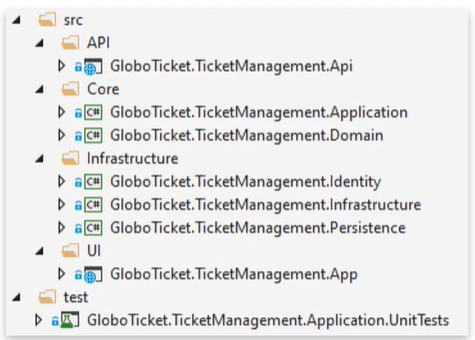 src
API
GloboTicket.TicketManagement.Api
Core
C# GloboTicket.TicketManagement.Application
C# GloboTicket.TicketManagement.Domain
Infrastructure
C# GloboTicket.TicketManagement.Identity
C# GloboTicket.TicketManagement.Infrastructure
C# GloboTicket.TicketManagement.Persistence
UI
GloboTicket.TicketManagement.App
test
GloboTicket.TicketManagement.Application.UnitTests